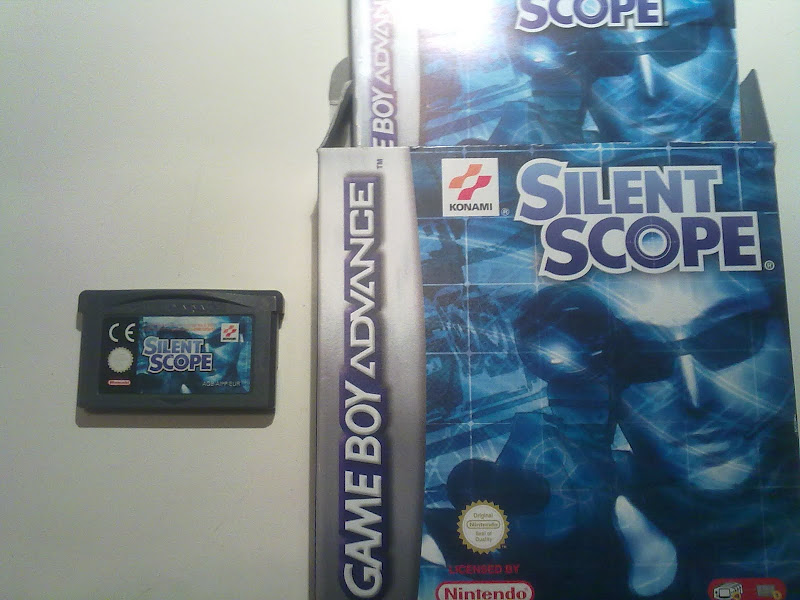 SCOPE
GAME BOY ADVANCE
GAME BOY ADVANCE™
KONAMI
®
SILENT
SCOPE®
Original
Nintendo
Seal of
Quality
LICENSED BY
Nintendo
CE
SILENT
SCOPE
Nintendo